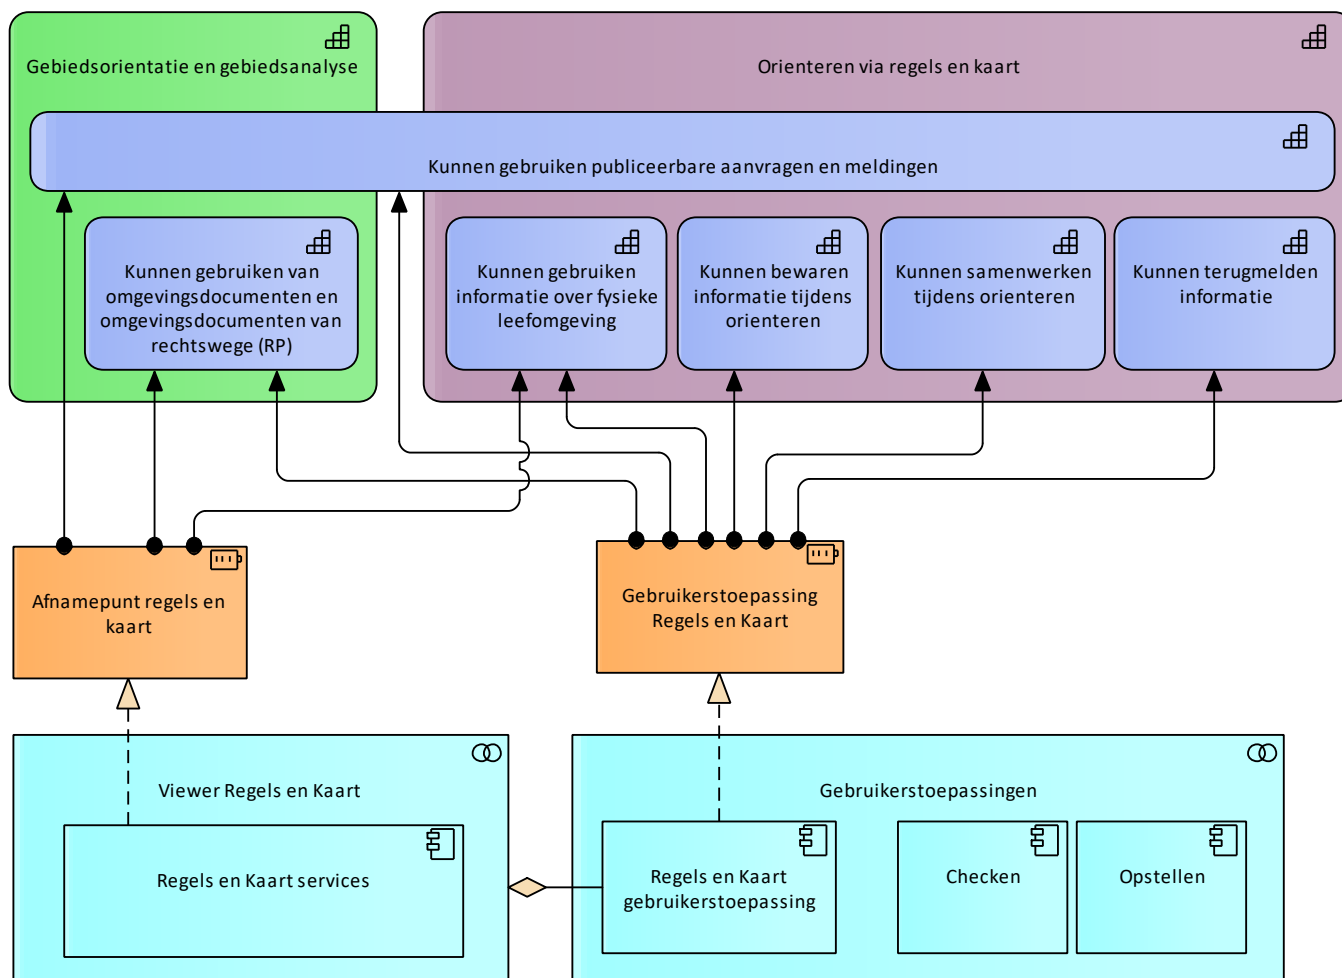 Gebiedsorientatie en gebiedsanalyse
Orienteren via regels en kaart
Kunnen gebruiken publiceerbare aanvragen en meldingen
Kunnen gebruiken van
omgevingsdocumenten en
omgevingsdocumenten van
rechtswege (RP)
Kunnen gebruiken
informatie over fysieke
leefomgeving
Kunnen bewaren
informatie tijdens
orienteren
Kunnen samenwerken
tijdens orienteren
Kunnen terugmelden
informatie
Afnamepunt regels en
kaart
Gebruikerstoepassing
Regels en Kaart
Viewer Regels en Kaart
Regels en Kaart services
Gebruikerstoepassingen
Regels en Kaart
gebruikerstoepassing
Checken
Opstellen